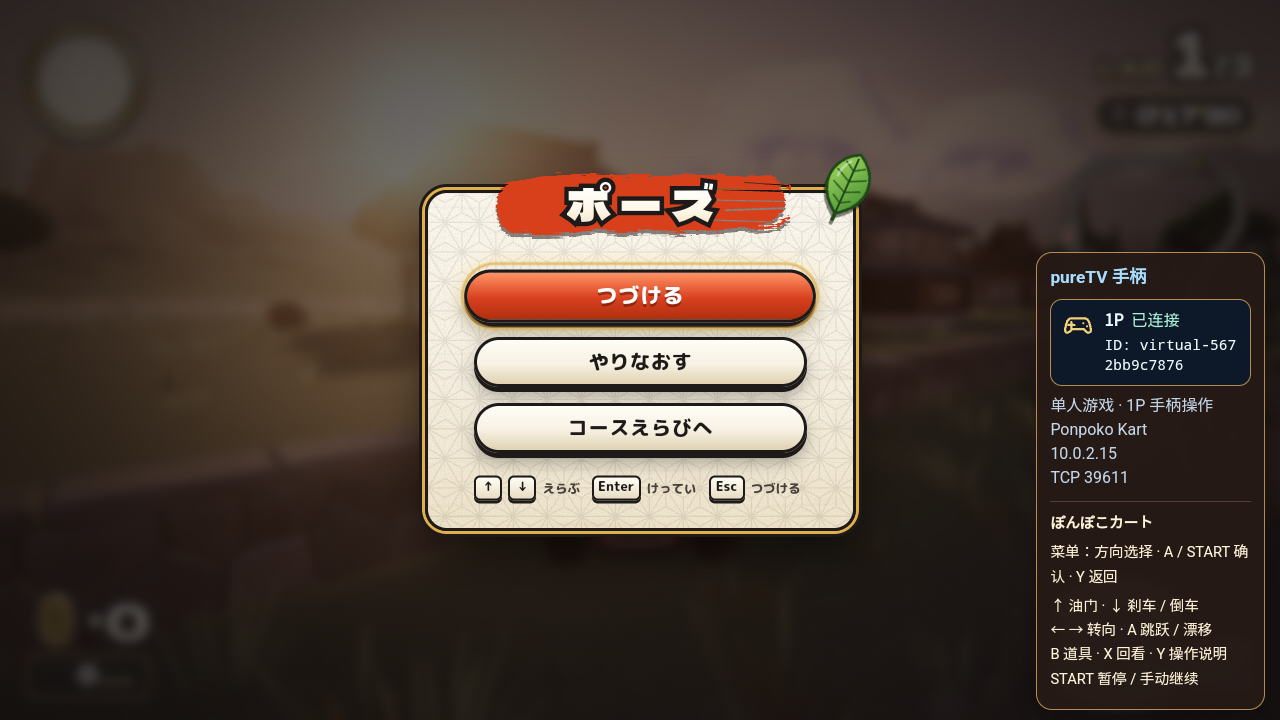 1
ポーズ
つづける
やりなおす
コースえらびへ
↑ ↓ えらぶ Enter けってい Esc つづける
pureTV 手柄
1P 已连接
ID: virtual-567
2bb9c7876
单人游戏 · 1P 手柄操作
Ponpoko Kart
10.0.2.15
TCP 39611
ぽんぽこカート
菜单：方向选择 · A / START 确
认 · Y 返回
↑ 油门 · ↓ 刹车 / 倒车
← → 转向 · A 跳跃 / 漂移
B 道具 · X 回看 · Y 操作说明
START 暂停 / 手动继续